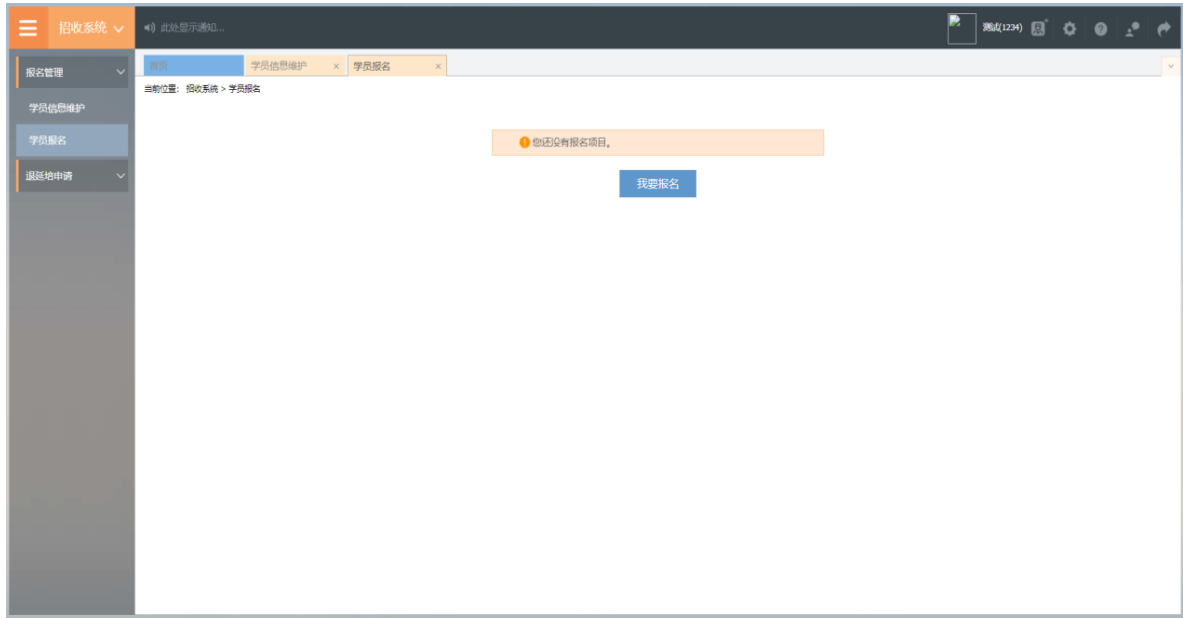 招收系统
此处显示通知...
测试(1234)
报名管理
学员信息维护
学员报名
退延培申请
首页
学员信息维护 ×
学员报名 ×
当前位置: 招收系统 > 学员报名
您还没有报名项目。
我要报名